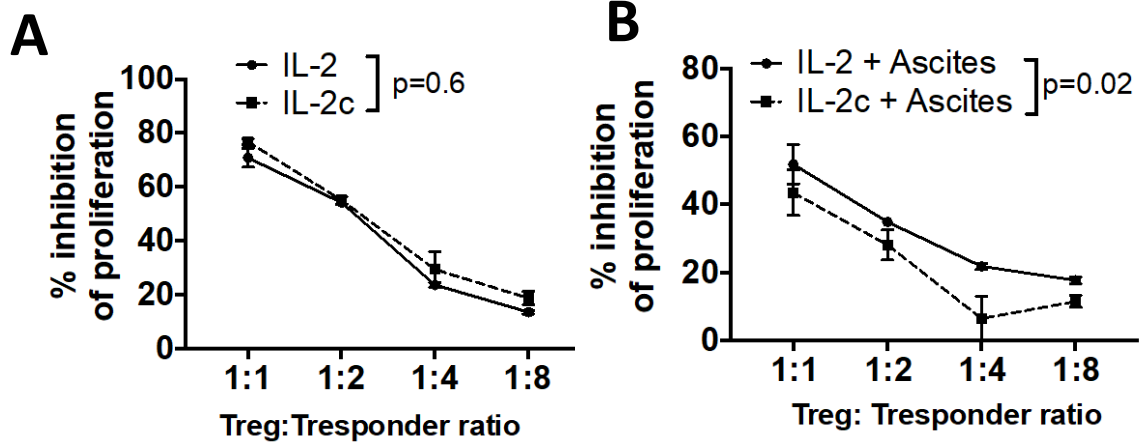 A
IL-2
IL-2c
p=0.6
% inhibition
of proliferation
100
80
60
40
20
0
1:1 1:2 1:4 1:8
Treg:Tresponder ratio
B
IL-2 + Ascites
IL-2c + Ascites
p=0.02
% inhibition
of proliferation
80
60
40
20
0
1:1 1:2 1:4 1:8
Treg: Tresponder ratio